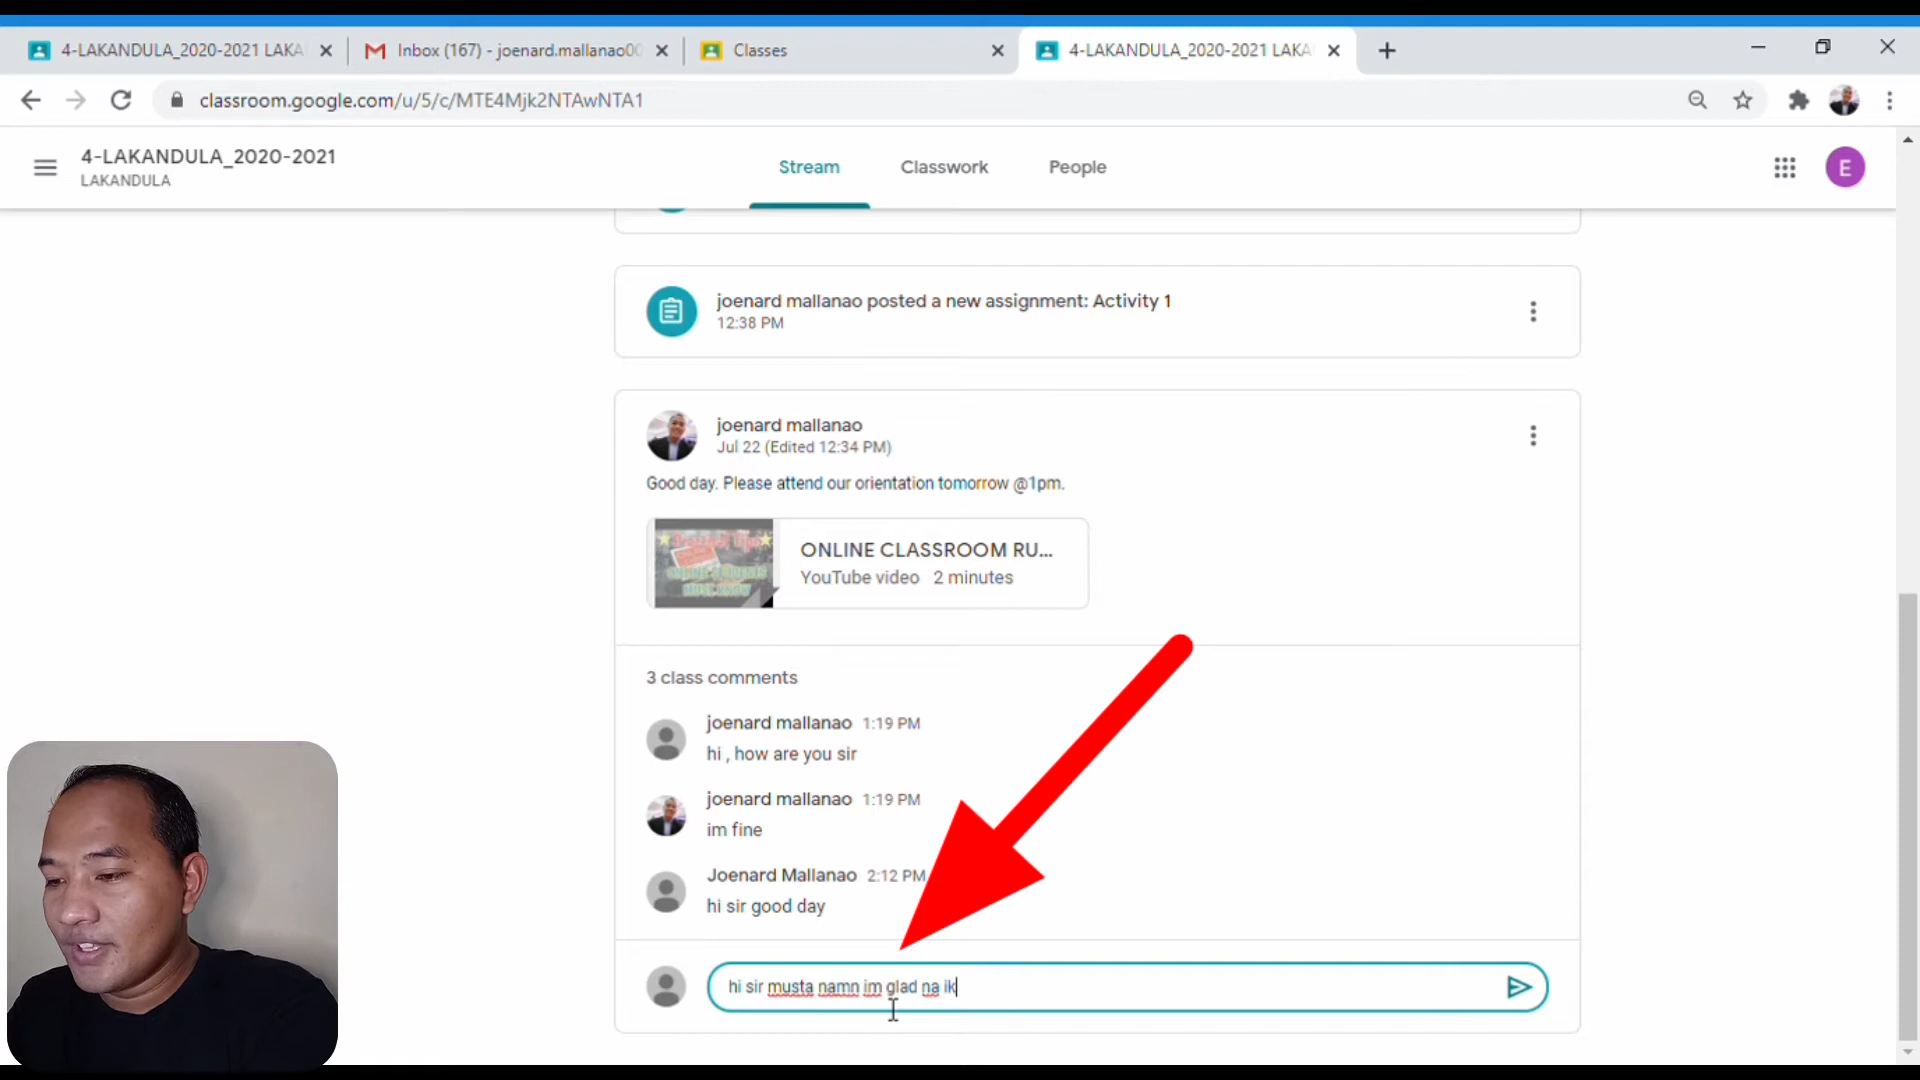 4-LAKANDULA_2020-2021 LAKA
Inbox (167) - joenard.mallanao00
Classes
4-LAKANDULA_2020-2021 LAKA
classroom.google.com/u/5/c/MTE4Mjk2NTAwNTA1
4-LAKANDULA_2020-2021
LAKANDULA
Stream
Classwork
People
E
joenard mallanao posted a new assignment: Activity 1
12:38 PM
joenard mallanao
Jul 22 (Edited 12:34 PM)
Good day. Please attend our orientation tomorrow @1pm.
ONLINE CLASSROOM RU...
YouTube video 2 minutes
MUST KNOW
3 class comments
joenard mallanao 1:19 PM
hi , how are you sir
joenard mallanao 1:19 PM
im fine
Joenard Mallanao 2:12 PM
hi sir good day
hi sir musta namn im glad na ik